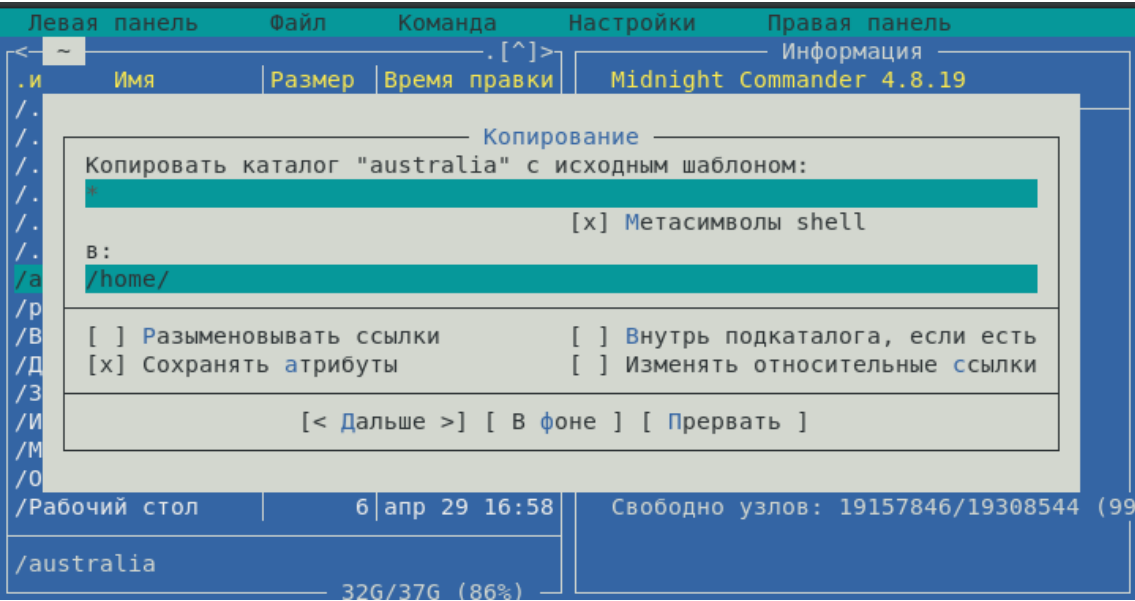 Левая панель Файл Команда Настройки Правая панель
<─ ~ .[^]>
Информация
.и Имя Размер Время правки
Midnight Commander 4.8.19
/.
/.
/.
/.
/.
/.
/а
/р
/В
/Д
/З
/И
/М
/О
Копирование
Копировать каталог "australia" с исходным шаблоном:
*
[x] Метасимволы shell
в:
/home/
[ ] Разыменовывать ссылки [ ] Внутрь подкаталога, если есть
[x] Сохранять атрибуты [ ] Изменять относительные ссылки
[< Дальше >] [ В фоне ] [ Прервать ]
/Рабочий стол 6 апр 29 16:58
Свободно узлов: 19157846/19308544 (99
/australia
32G/37G (86%)